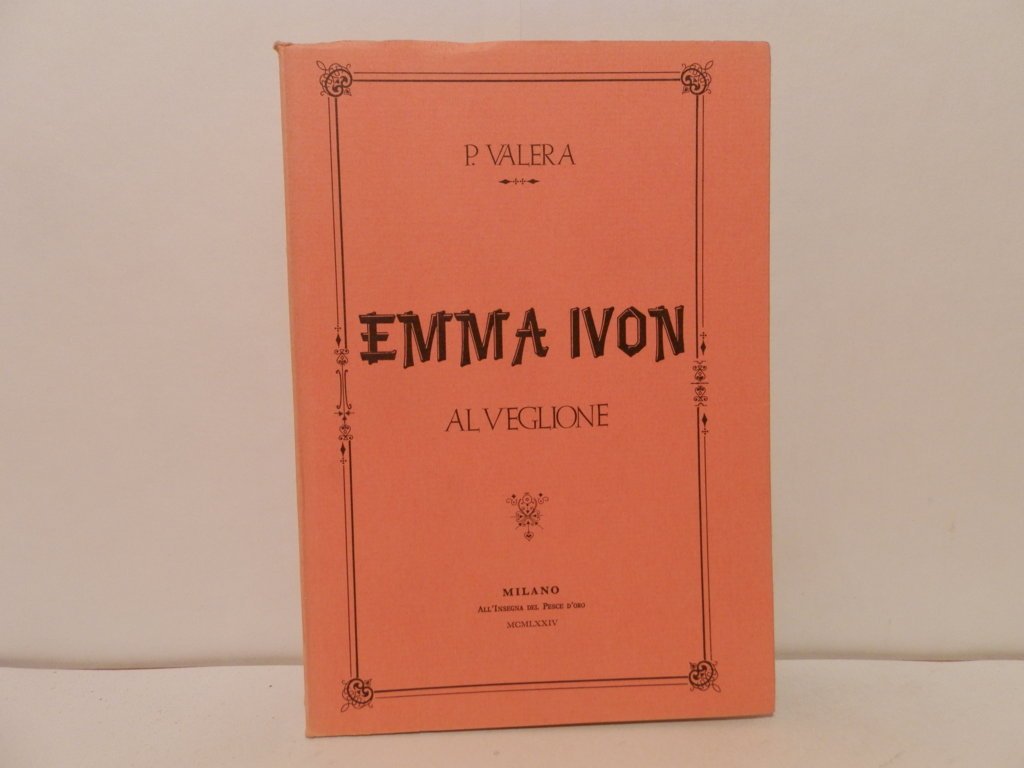 P. VALERA
EMMA IVON
AL VEGLIONE
MILANO
ALL'INSEGNA DEL PESCE D'ORO
MCMLXXIV